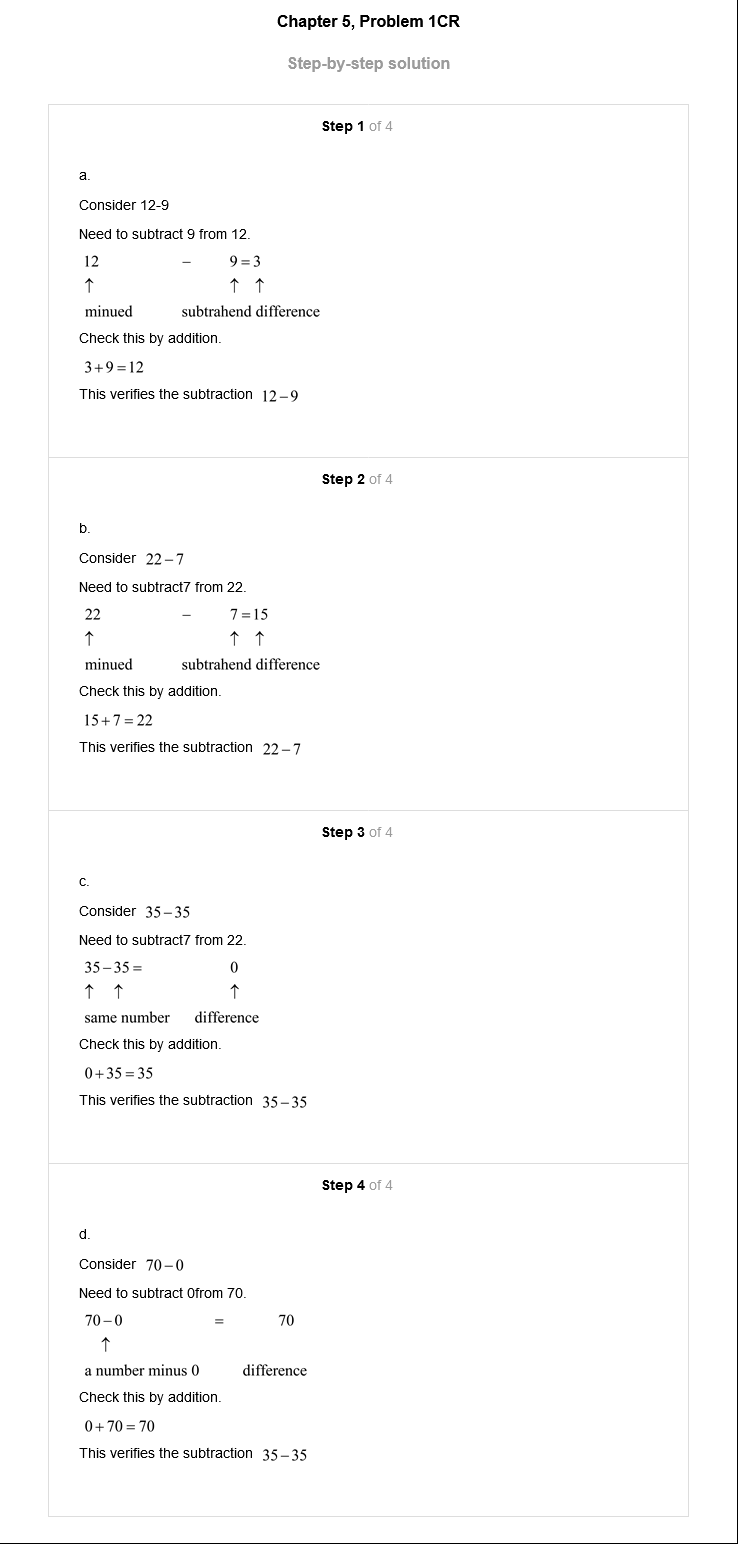 Chapter 5, Problem 1CR
Step-by-step solution
Step 1 of 4
a.
Consider 12-9
Need to subtract 9 from 12.
12 − 9 = 3
↑ ↑ ↑
minued subtrahend difference
Check this by addition.
3+9=12
This verifies the subtraction 12−9
Step 2 of 4
b.
Consider 22−7
Need to subtract7 from 22.
22 − 7 = 15
↑ ↑ ↑
minued subtrahend difference
Check this by addition.
15+7=22
This verifies the subtraction 22−7
Step 3 of 4
c.
Consider 35−35
Need to subtract7 from 22.
35−35= 0
↑ ↑ ↑
same number difference
Check this by addition.
0+35=35
This verifies the subtraction 35−35
Step 4 of 4
d.
Consider 70−0
Need to subtract 0from 70.
70−0 = 70
↑
a number minus 0 difference
Check this by addition.
0+70=70
This verifies the subtraction 35−35